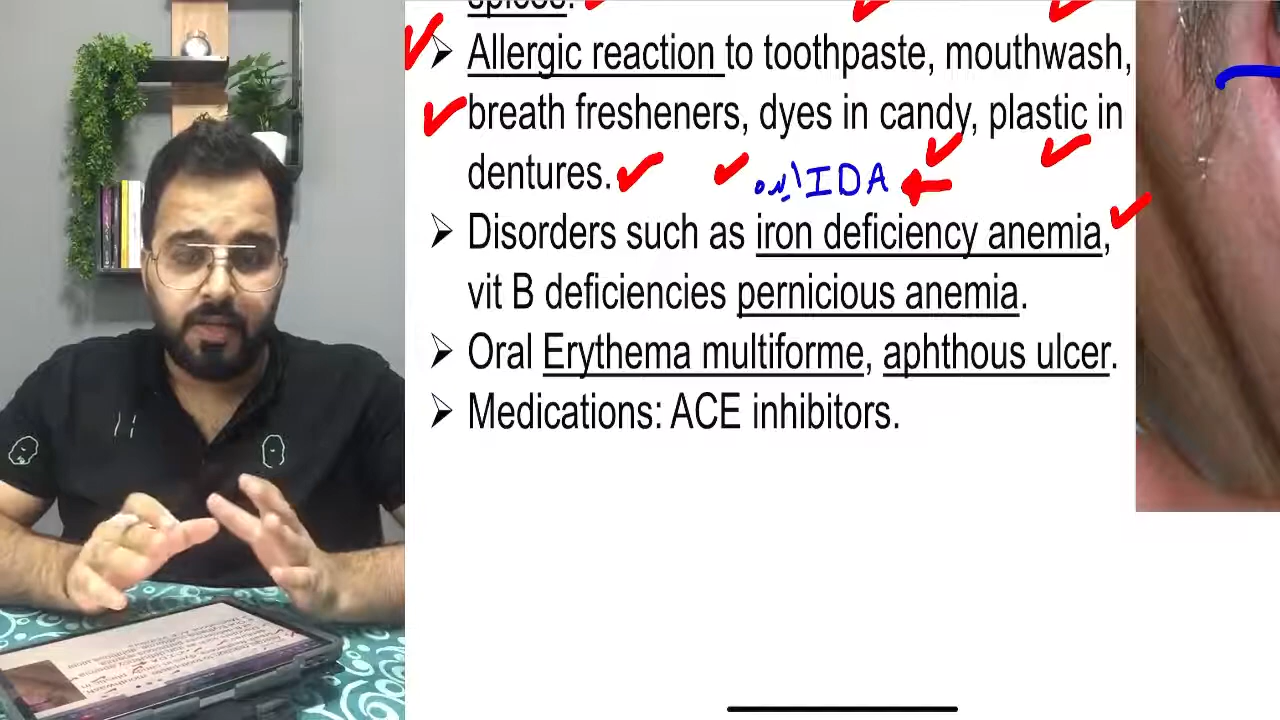 spices.
Allergic reaction to toothpaste, mouthwash,
breath fresheners, dyes in candy, plastic in
dentures.
IDA
Disorders such as iron deficiency anemia,
vit B deficiencies pernicious anemia.
Oral Erythema multiforme, aphthous ulcer.
Medications: ACE inhibitors.